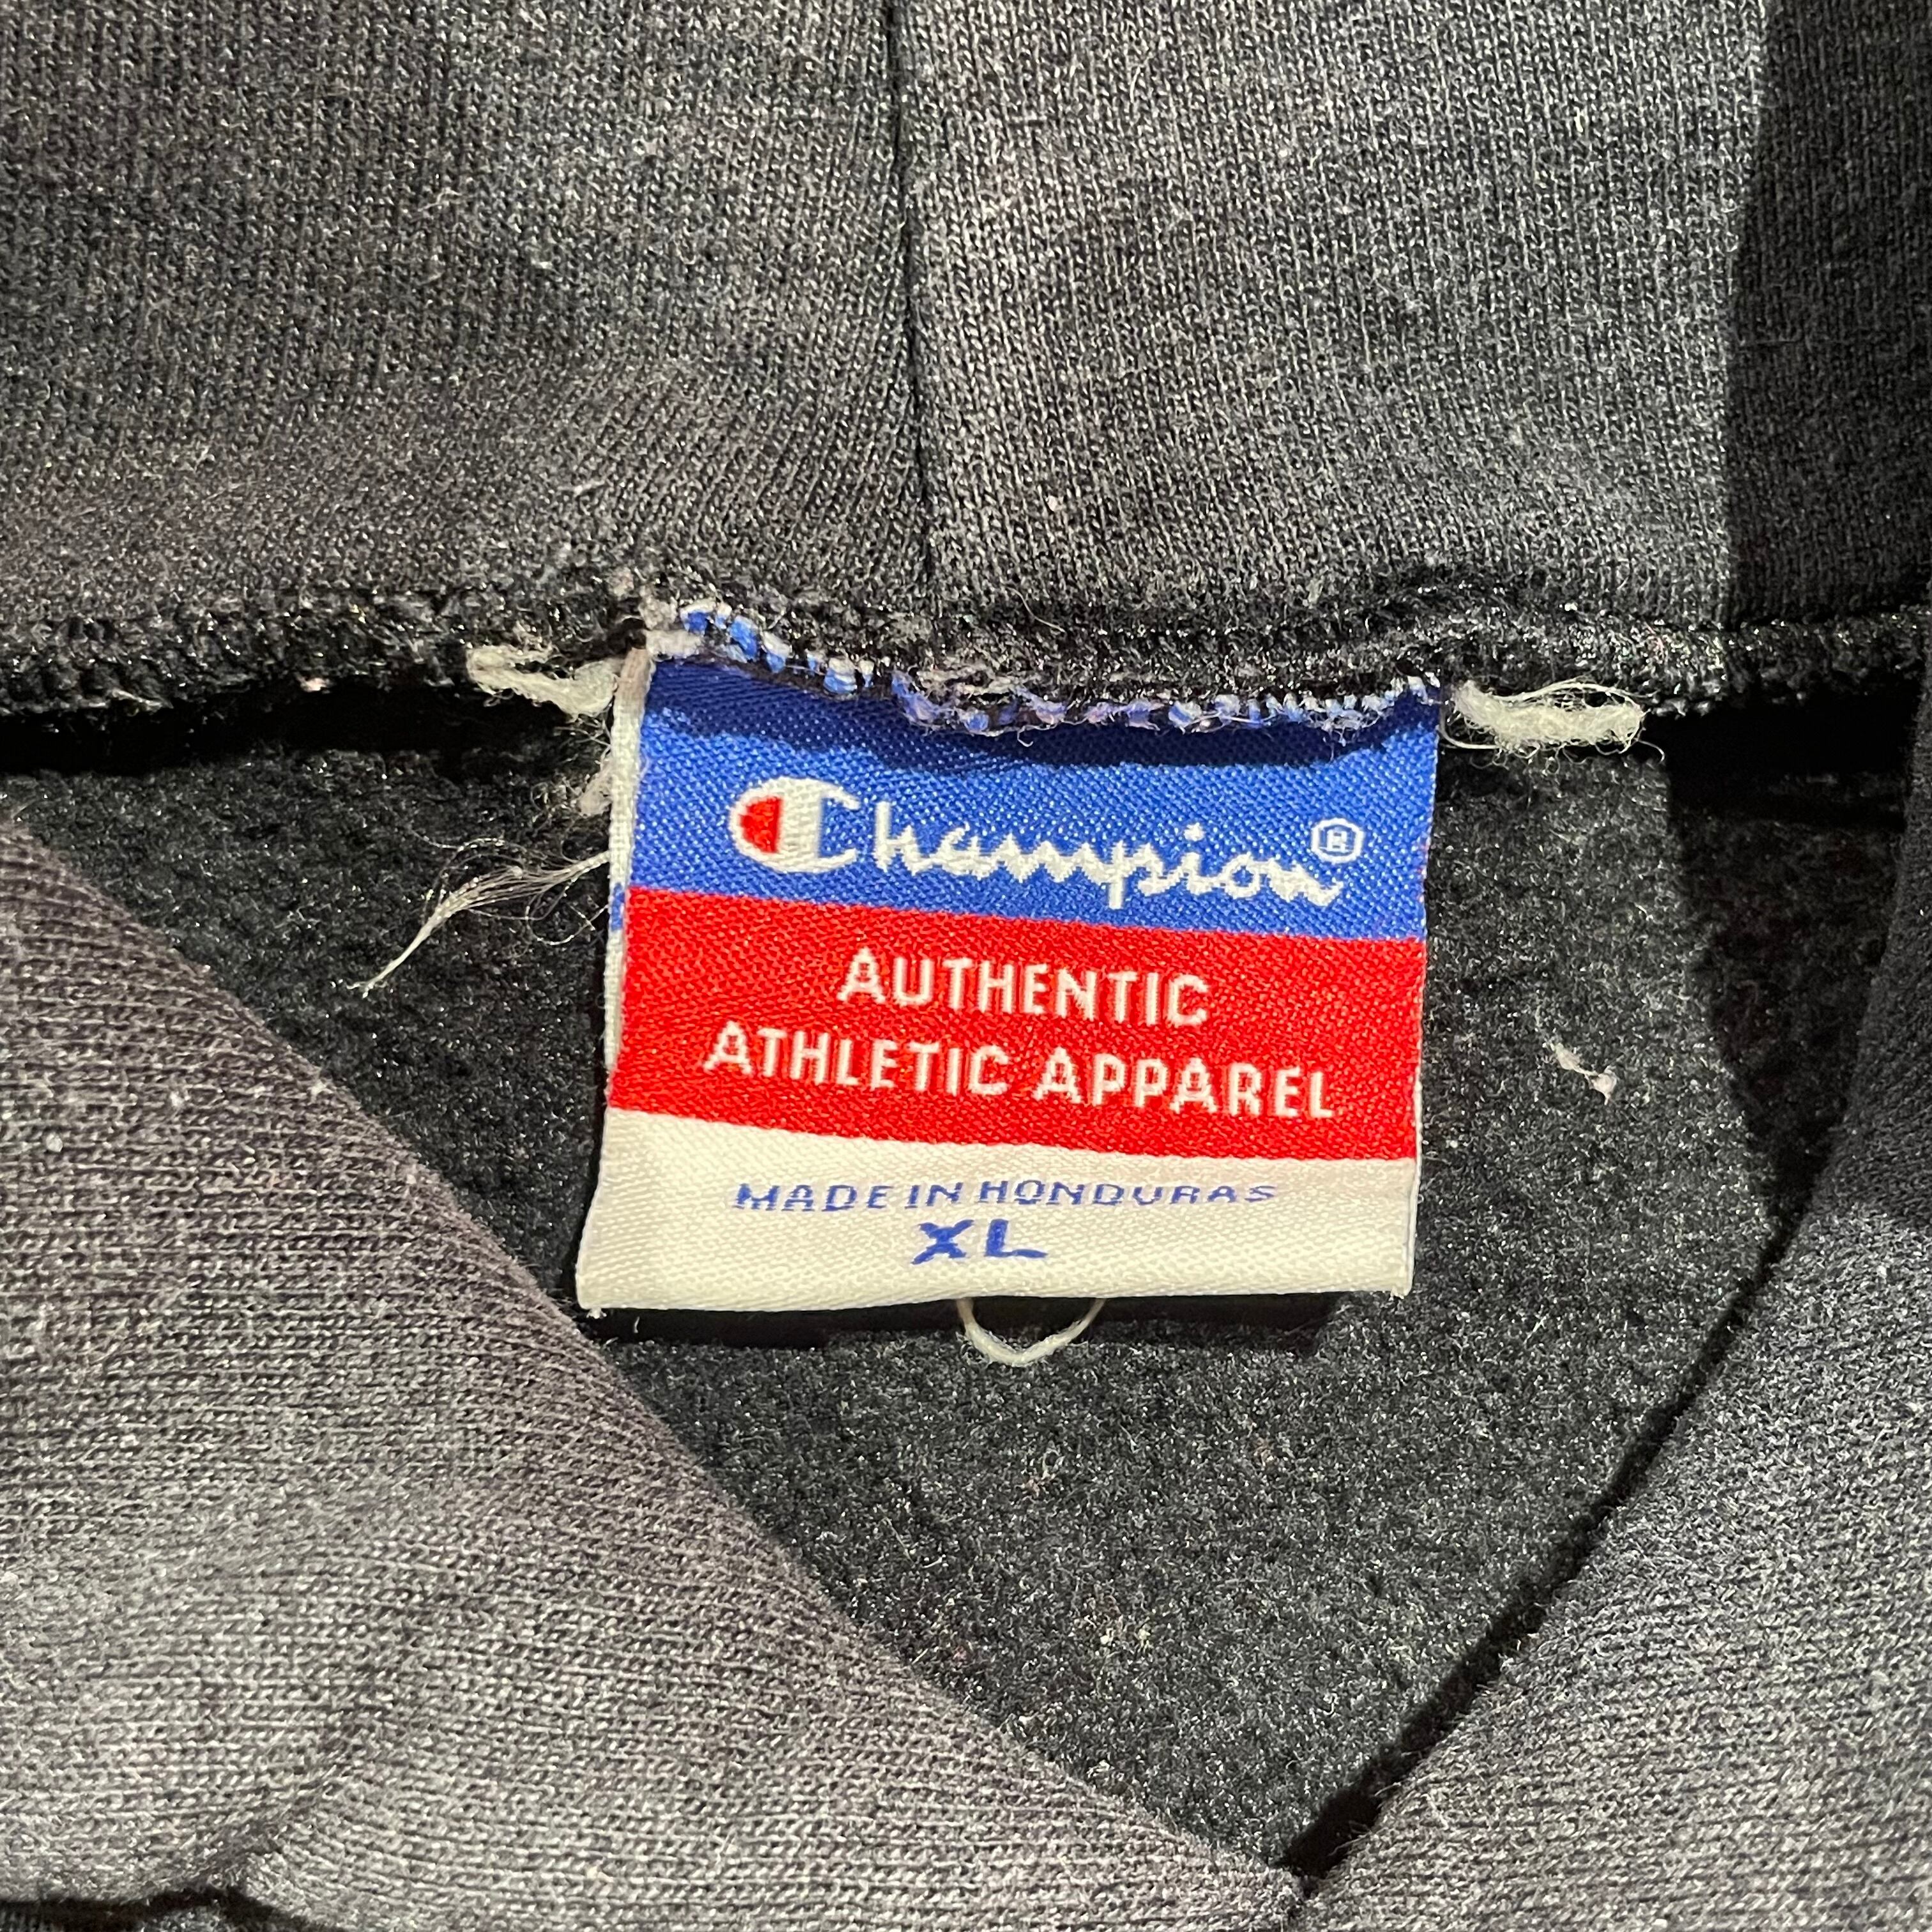 Champion®
AUTHENTIC
ATHLETIC APPAREL
MADE IN HONDURAS
XL